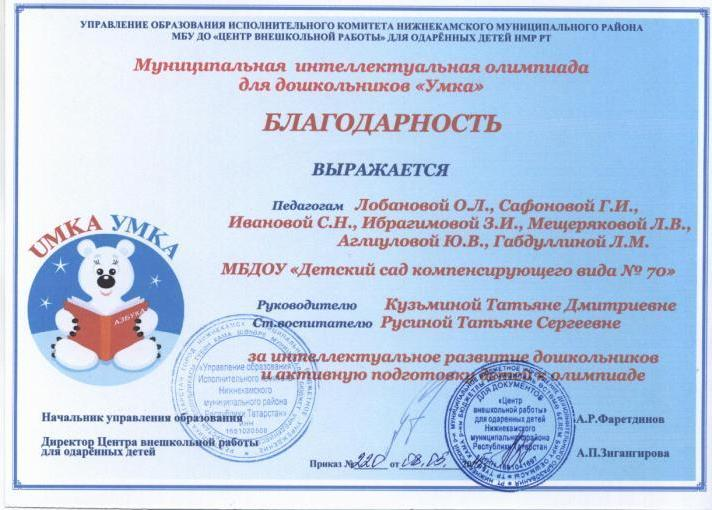 УПРАВЛЕНИЕ ОБРАЗОВАНИЯ ИСПОЛНИТЕЛЬНОГО КОМИТЕТА НИЖНЕКАМСКОГО МУНИЦИПАЛЬНОГО РАЙОНА
МБУ ДО «ЦЕНТР ВНЕШКОЛЬНОЙ РАБОТЫ» ДЛЯ ОДАРЁННЫХ ДЕТЕЙ НМР РТ
Муниципальная интеллектуальная олимпиада
для дошкольников «Умка»
БЛАГОДАРНОСТЬ
ВЫРАЖАЕТСЯ
Педагогам Лобановой О.Л., Сафоновой Г.И.,
Ивановой С.Н., Ибрагимовой З.И., Мещеряковой Л.В.,
Аглиуловой Ю.В., Габдуллиной Л.М.
UМКА УМКА
АЗБУКА
МБДОУ «Детский сад компенсирующего вида № 70»
Руководителю Кузьминой Татьяне Дмитриевне
Ст.воспитателю Русиной Татьяне Сергеевне
за интеллектуальное развитие дошкольников
и активную подготовку детей к олимпиаде
«Управление образования
Исполнительного комитета
Нижнекамского
муниципального района
Республики Татарстан»
ИНН
ДЛЯ ДОКУМЕНТОВ
«Центр
внешкольной работы»
для одаренных детей
Нижнекамского
муниципального района
Республики Татарстан
Начальник управления образования А.Р.Фаретдинов
Директор Центра внешкольной работы
для одарённых детей А.П.Зигангирова
Приказ № 220 от 08.05.